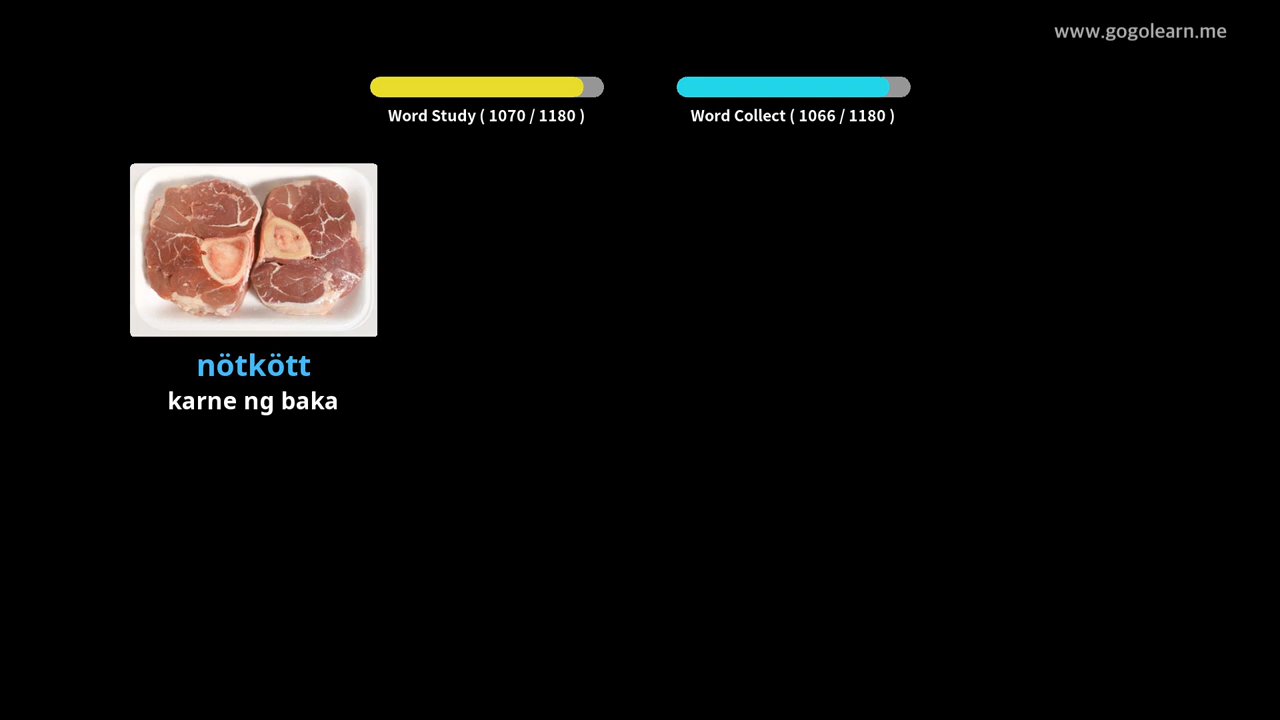 www.gogolearn.me
Word Study ( 1070 / 1180 )
Word Collect ( 1066 / 1180 )
nötkött
karne ng baka